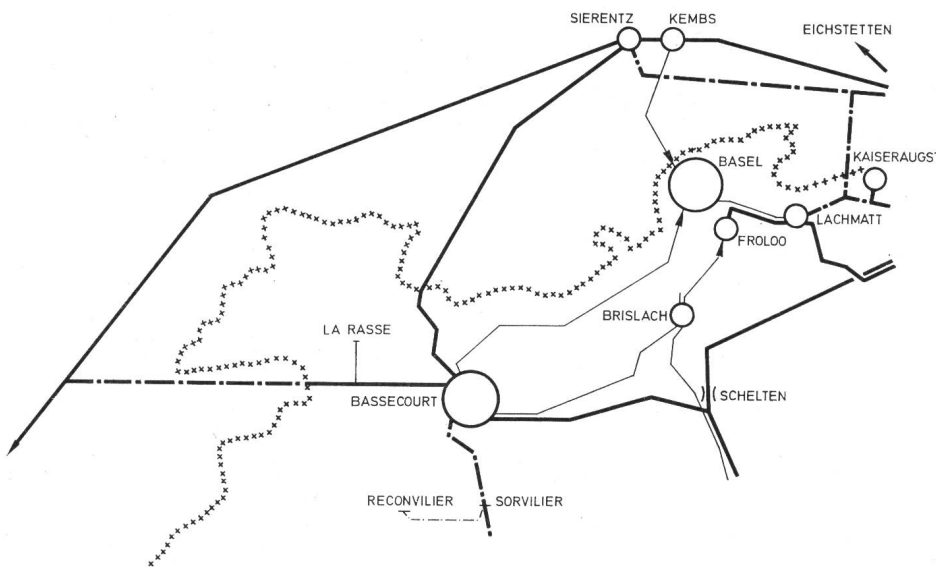 SIERENTZ
KEMBS
EICHSTETTEN
BASEL
KAISERAUGST
LACHMATT
FROLOO
BRISLACH
LA RASSE
BASSECOURT
SCHELTEN
RECONVILIER
SORVILIER